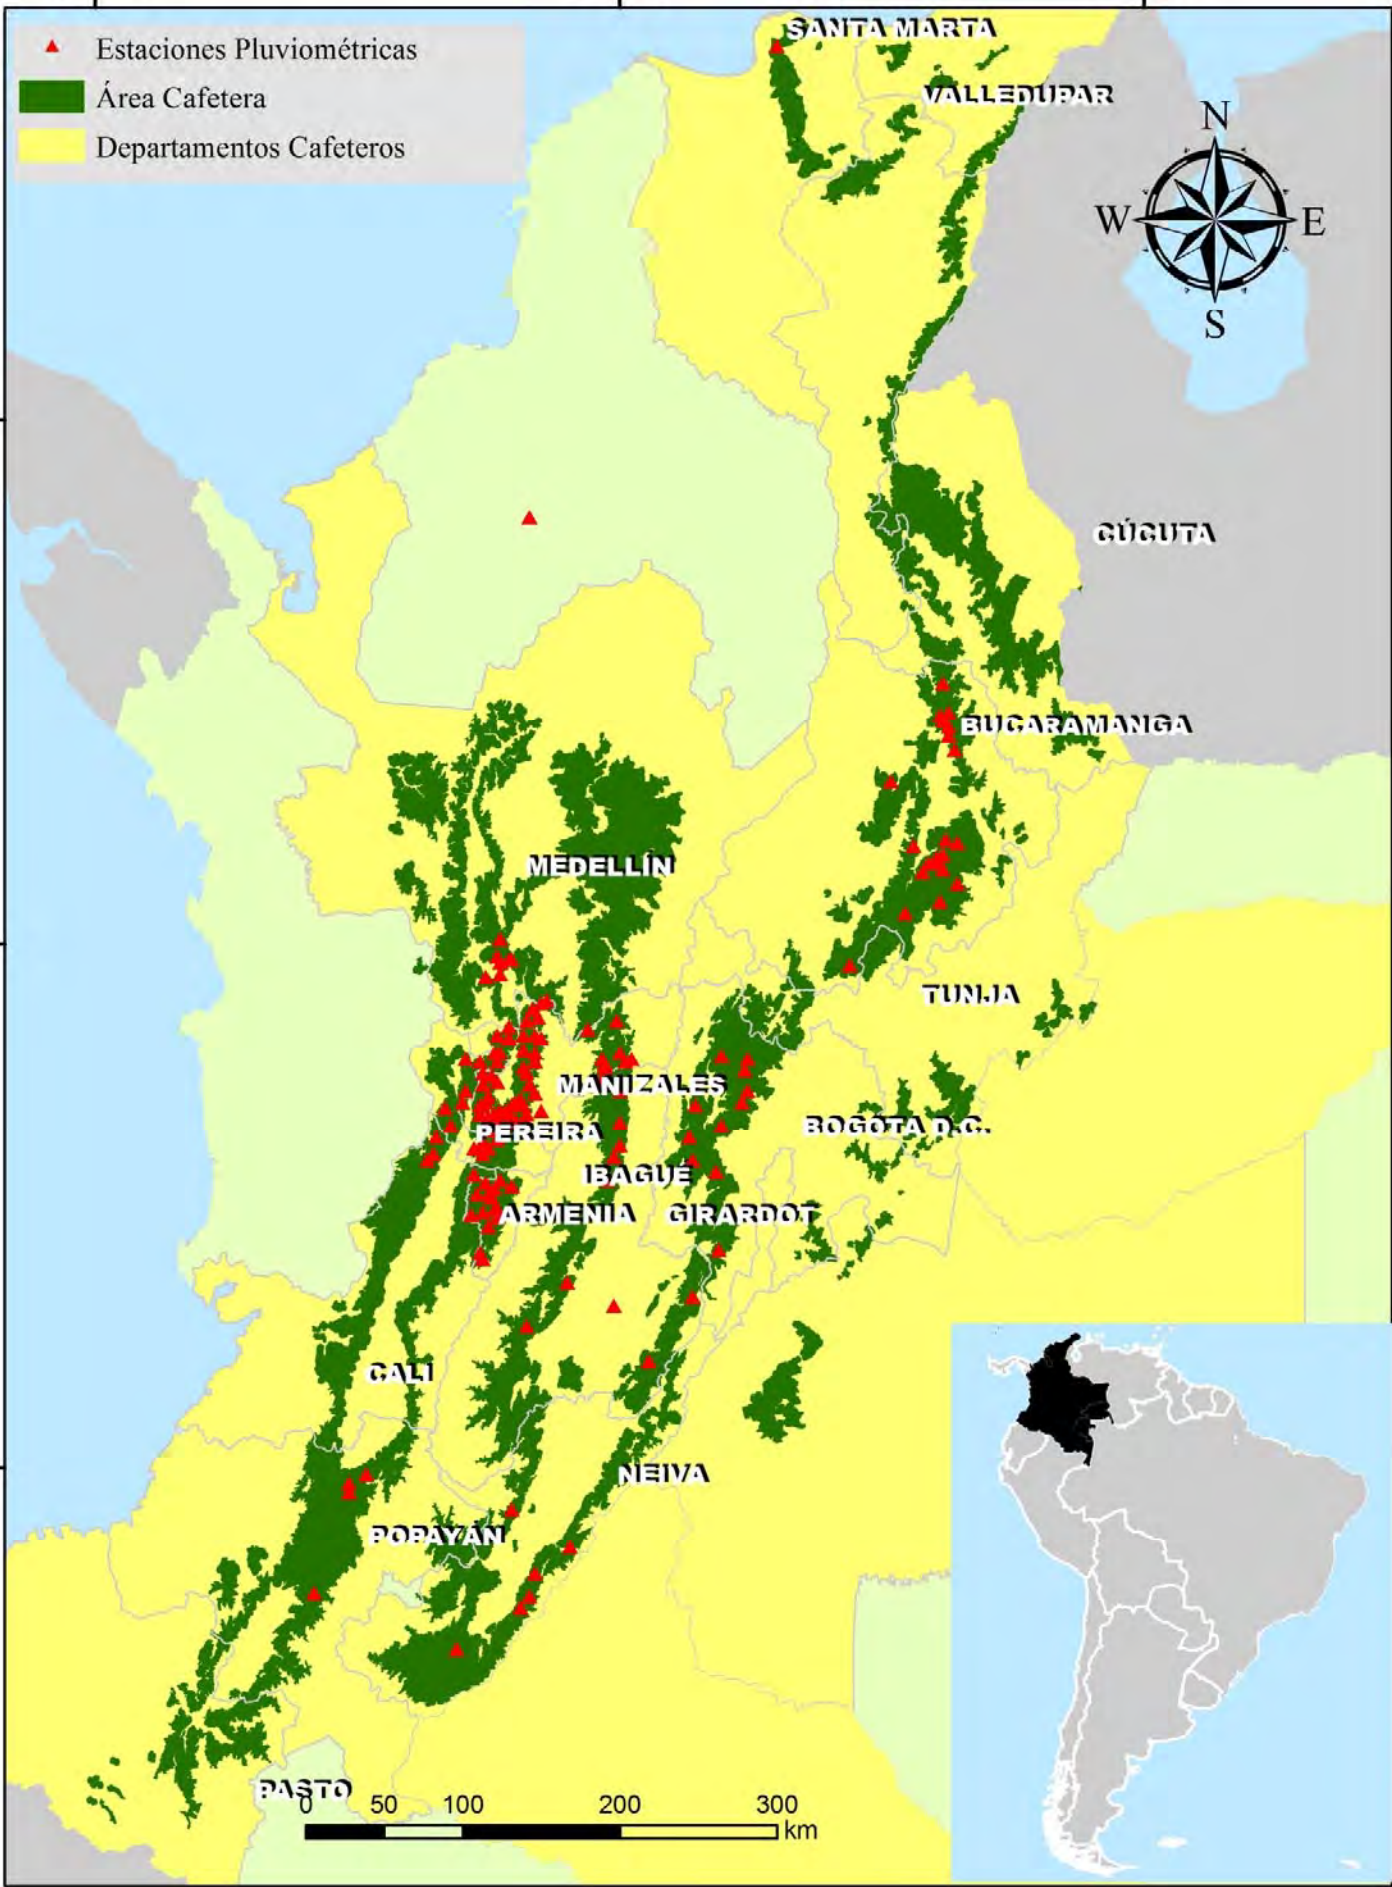 Estaciones Pluviométricas
Área Cafetera
Departamentos Cafeteros
SANTA MARTA
VALLEDUPAR
N
W
E
S
CÚCUTA
BUCARAMANGA
MEDELLÍN
TUNJA
MANIZALES
PEREIRA
BOGÓTA D.C.
IBAGUÉ
ARMENIA
GIRARDOT
CALI
NEIVA
POPAYÁN
PASTO
0 50 100 200 300
km